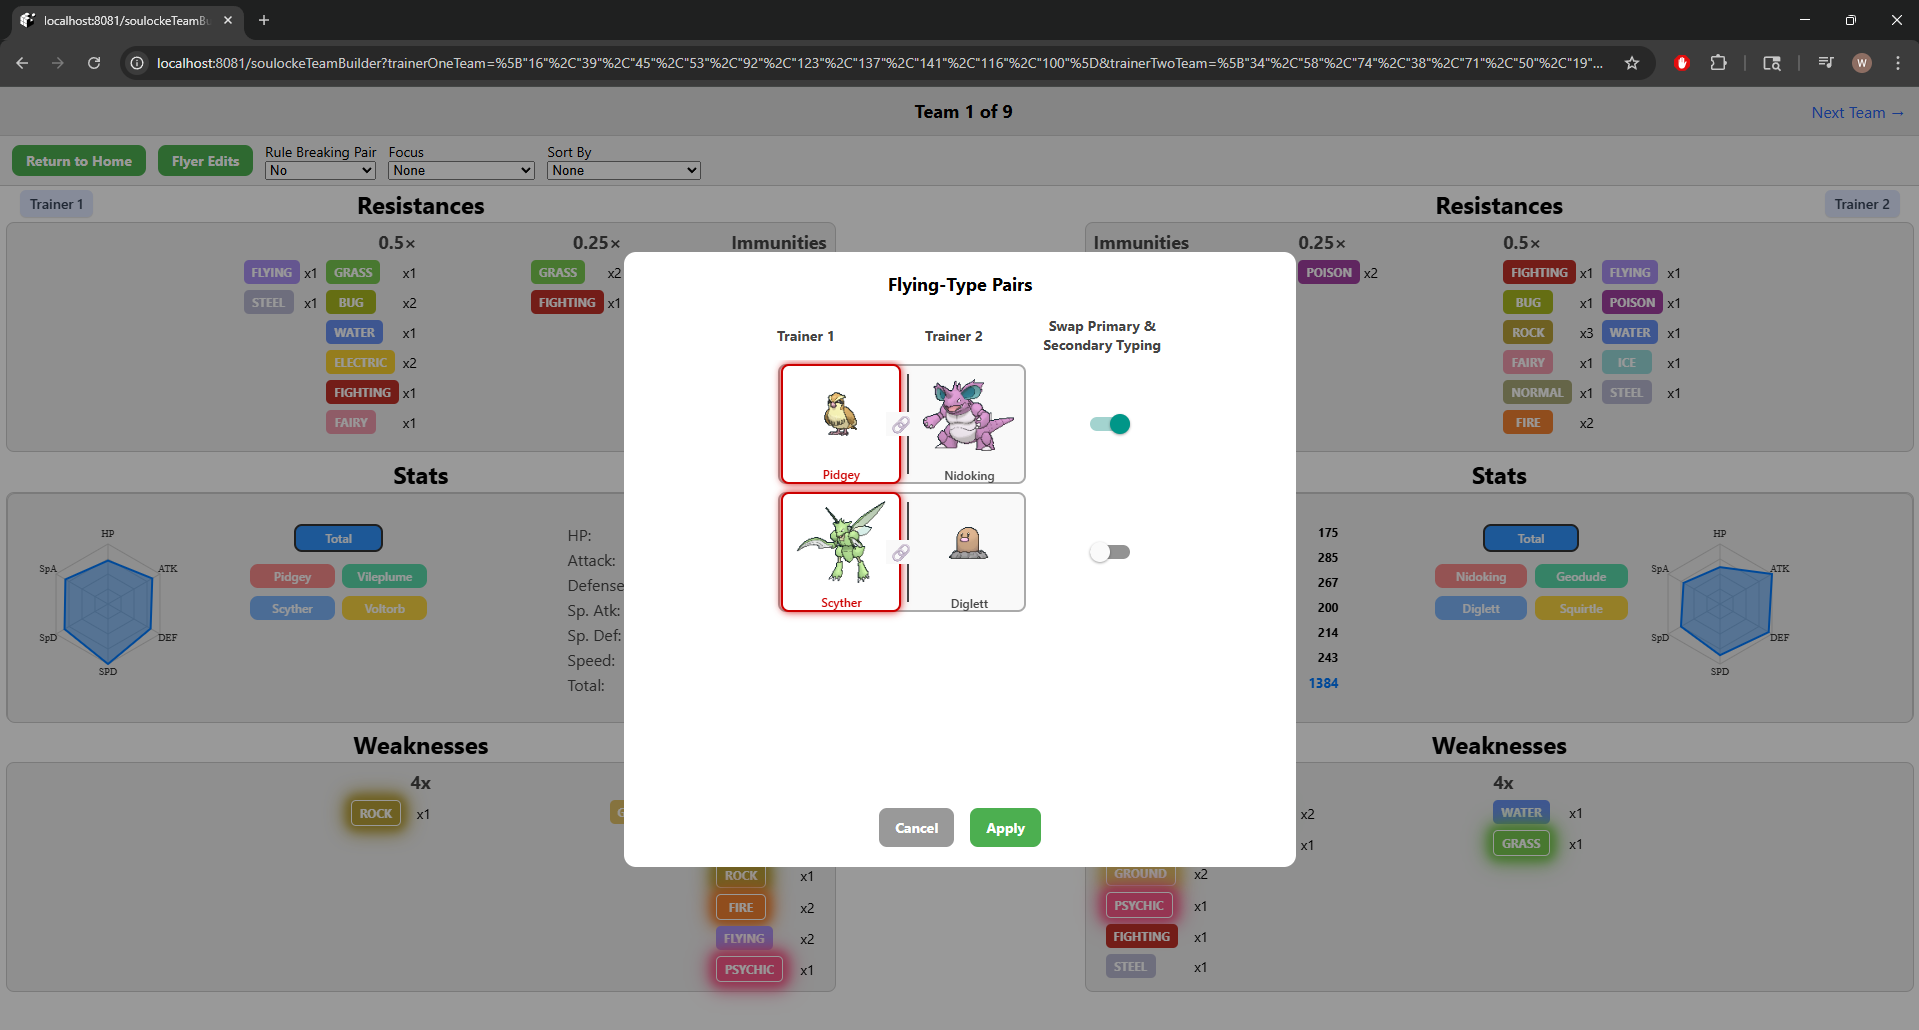 localhost:8081/soulockeTeamBu
localhost:8081/soulockeTeamBuilder?trainerOneTeam=%5B"16"%2C"39"%2C"45"%2C"53"%2C"92"%2C"123"%2C"137"%2C"141"%2C"116"%2C"100"%5D&trainerTwoTeam=%5B"34"%2C"58"%2C"74"%2C"38"%2C"71"%2C"50"%2C"19"...
W
Team 1 of 9
Next Team →
Return to Home
Flyer Edits
Rule Breaking Pair
No
Focus
None
Sort By
None
Trainer 1
Resistances
0.5×
0.25×
Immunities
FLYING x1 GRASS x1
GRASS x2
STEEL x1 BUG x2
FIGHTING x1
WATER x1
ELECTRIC x2
FIGHTING x1
FAIRY x1
Resistances
Trainer 2
Immunities
0.25×
0.5×
POISON x2
FIGHTING x1 FLYING x1
BUG x1 POISON x1
ROCK x3 WATER x1
FAIRY x1 ICE x1
NORMAL x1 STEEL x1
FIRE x2
Flying-Type Pairs
Trainer 1
Trainer 2
Swap Primary &
Secondary Typing
Pidgey
Nidoking
Scyther
Diglett
Cancel
Apply
Stats
HP
ATK
DEF
SPD
SpD
SpA
Total
Pidgey
Vileplume
Scyther
Voltorb
HP:
Attack:
Defense
Sp. Atk:
Sp. Def:
Speed:
Total:
Stats
175
285
267
200
214
243
1384
Total
Nidoking
Geodude
Diglett
Squirtle
HP
ATK
DEF
SPD
SpD
SpA
Weaknesses
4x
ROCK x1
ROCK x1
FIRE x2
FLYING x2
PSYCHIC x1
Weaknesses
4x
x2
WATER x1
x1
GRASS x1
GROUND x2
PSYCHIC x1
FIGHTING x1
STEEL x1